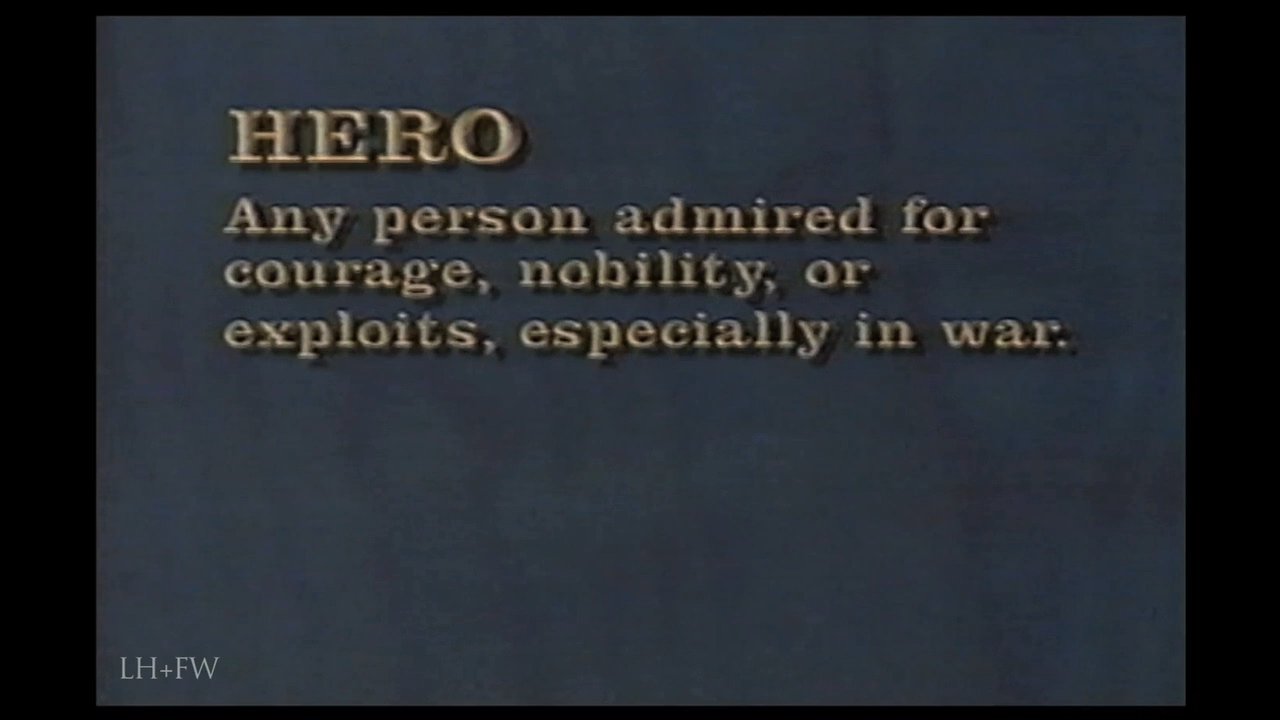 HERO
Any person admired for
courage, nobility, or
exploits, especially in war.
LH+FW